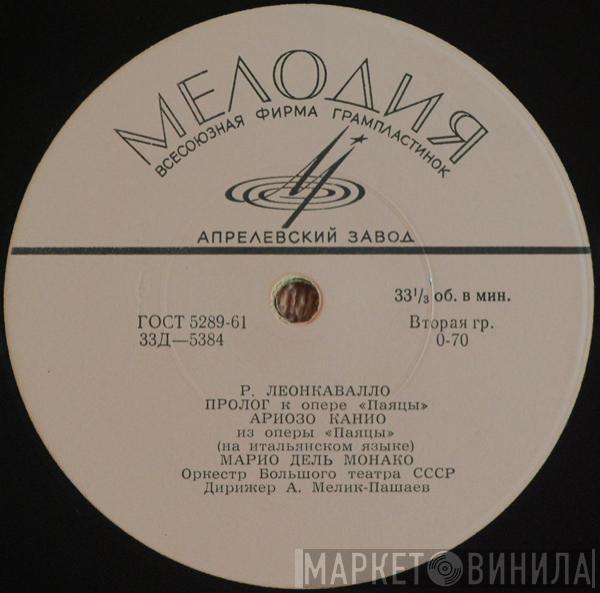 МЕЛОДИЯ
ВСЕСОЮЗНАЯ ФИРМА ГРАМПЛАСТИНОК
АПРЕЛЕВСКИЙ ЗАВОД
33⅓ об. в мин.
ГОСТ 5289-61
Вторая гр.
33Д—5384
0-70
Р. ЛЕОНКАВАЛЛО
ПРОЛОГ к опере «Паяцы»
АРИОЗО КАНИО
из оперы «Паяцы»
(на итальянском языке)
МАРИО ДЕЛЬ МОНАКО
Оркестр Большого театра СССР
Дирижер А. Мелик-Пашаев
МАРКЕТ ВИНИЛА